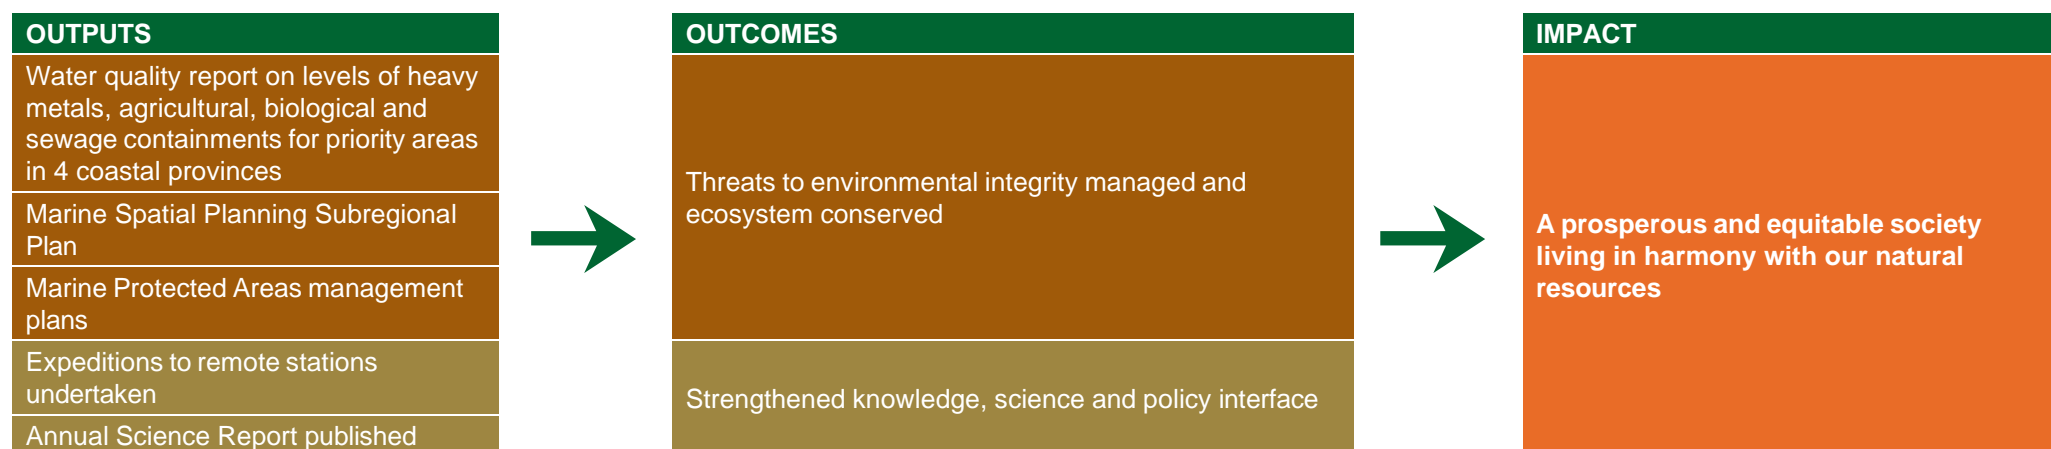 OUTPUTS
Water quality report on levels of heavy
metals, agricultural, biological and
sewage containments for priority areas
in 4 coastal provinces
Marine Spatial Planning Subregional
Plan
Marine Protected Areas management
plans
Expeditions to remote stations
undertaken
Annual Science Report published
OUTCOMES
Threats to environmental integrity managed and
ecosystem conserved
Strengthened knowledge, science and policy interface
IMPACT
A prosperous and equitable society
living in harmony with our natural
resources